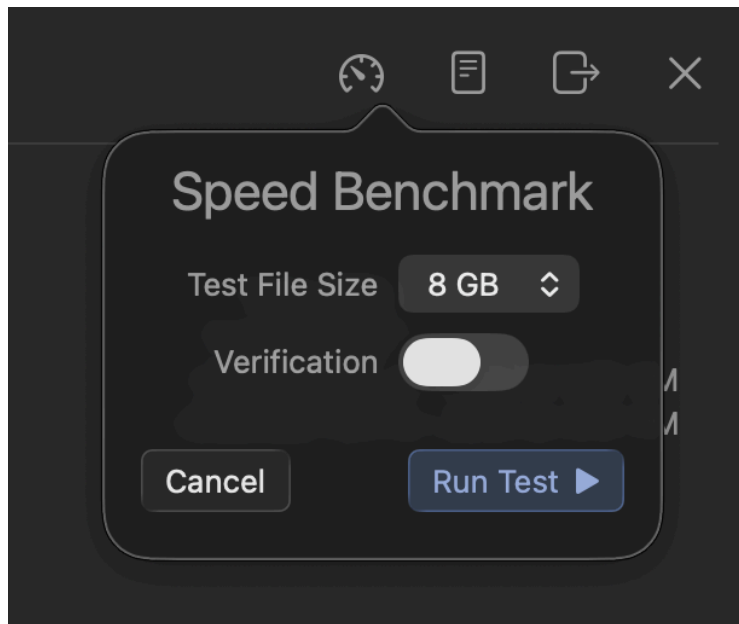 Speed Benchmark
Test File Size 8 GB
Verification
M
M
Cancel Run Test